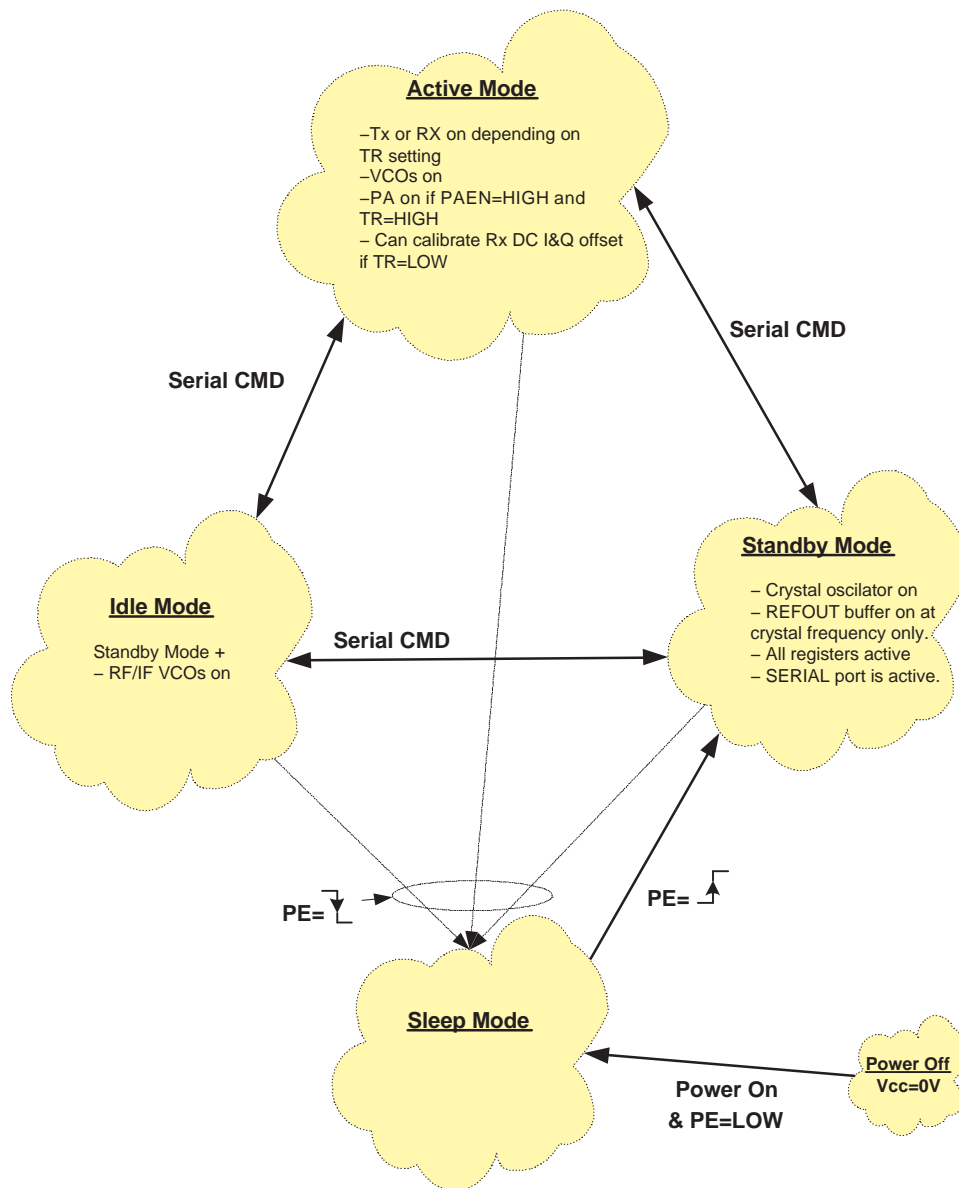 Active Mode
–Tx or RX on depending on
TR setting
–VCOs on
–PA on if PAEN=HIGH and
TR=HIGH
– Can calibrate Rx DC I&Q offset
if TR=LOW
Serial CMD
Serial CMD
Standby Mode
– Crystal oscilator on
– REFOUT buffer on at
crystal frequency only.
– All registers active
– SERIAL port is active.
Idle Mode
Standby Mode +
– RF/IF VCOs on
Serial CMD
PE=
PE=
Sleep Mode
Power Off
Vcc=0V
Power On
& PE=LOW